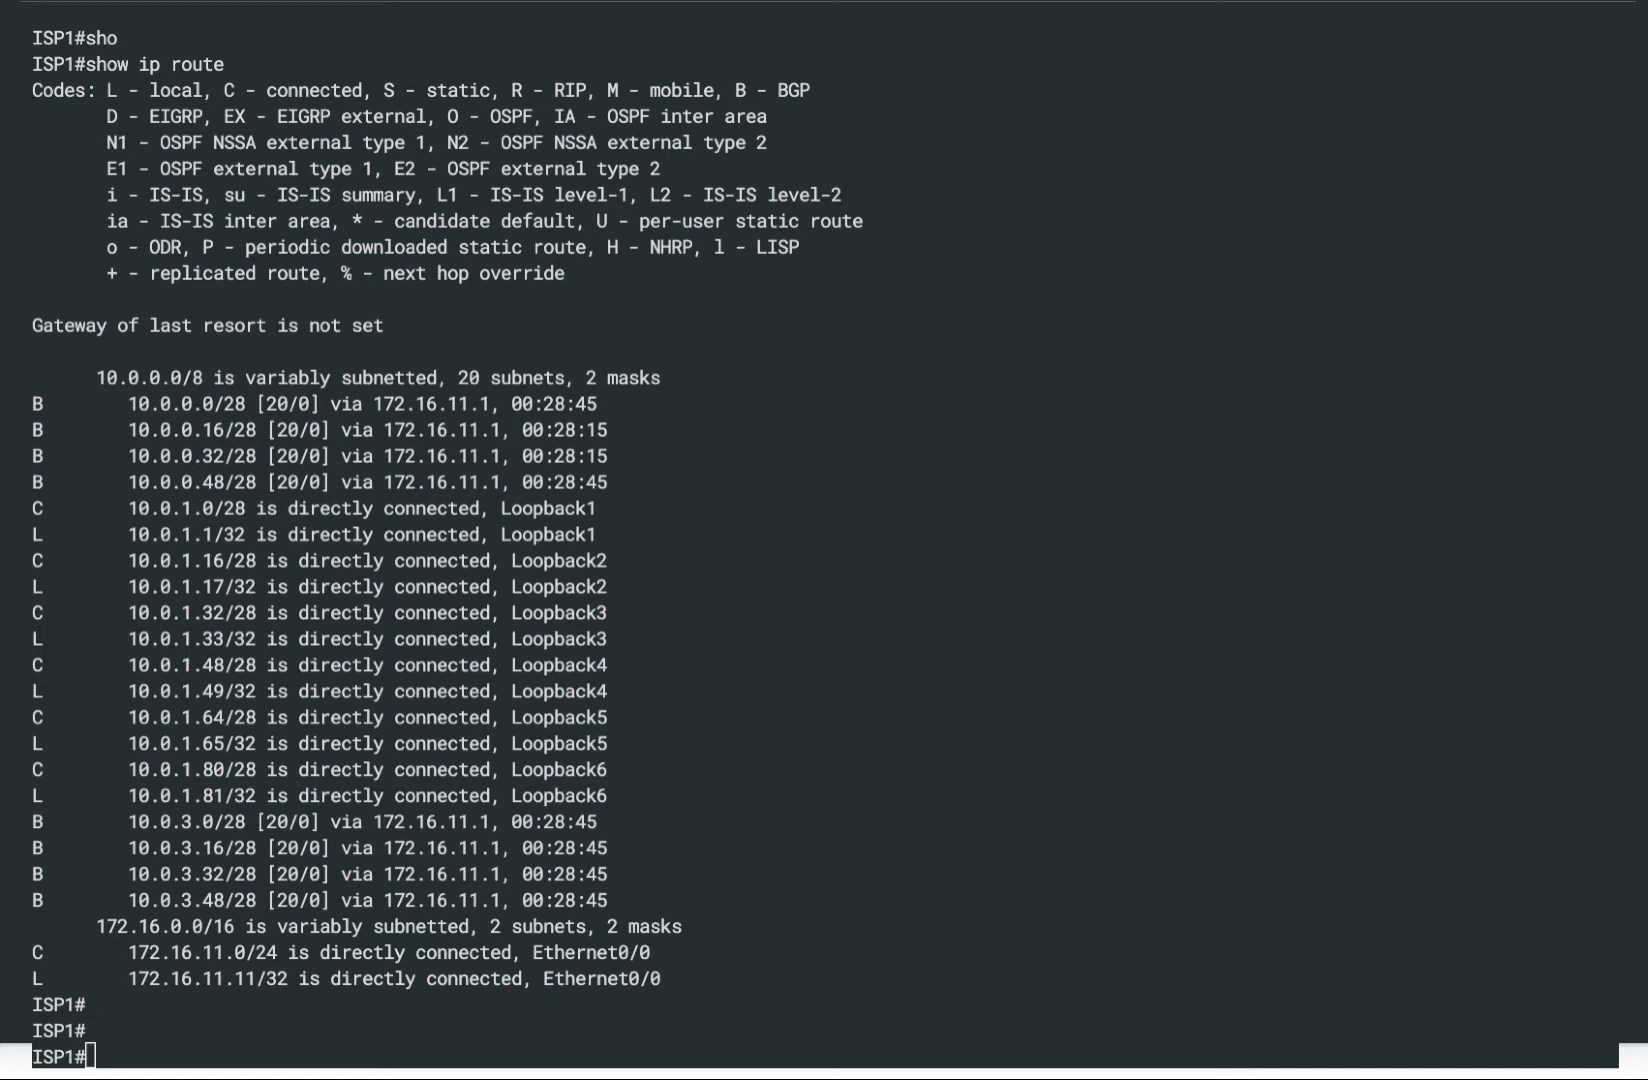 ISP1#sho
ISP1#show ip route
Codes: L - local, C - connected, S - static, R - RIP, M - mobile, B - BGP
       D - EIGRP, EX - EIGRP external, O - OSPF, IA - OSPF inter area
       N1 - OSPF NSSA external type 1, N2 - OSPF NSSA external type 2
       E1 - OSPF external type 1, E2 - OSPF external type 2
       i - IS-IS, su - IS-IS summary, L1 - IS-IS level-1, L2 - IS-IS level-2
       ia - IS-IS inter area, * - candidate default, U - per-user static route
       o - ODR, P - periodic downloaded static route, H - NHRP, l - LISP
       + - replicated route, % - next hop override

Gateway of last resort is not set

      10.0.0.0/8 is variably subnetted, 20 subnets, 2 masks
B        10.0.0.0/28 [20/0] via 172.16.11.1, 00:28:45
B        10.0.0.16/28 [20/0] via 172.16.11.1, 00:28:15
B        10.0.0.32/28 [20/0] via 172.16.11.1, 00:28:15
B        10.0.0.48/28 [20/0] via 172.16.11.1, 00:28:45
C        10.0.1.0/28 is directly connected, Loopback1
L        10.0.1.1/32 is directly connected, Loopback1
C        10.0.1.16/28 is directly connected, Loopback2
L        10.0.1.17/32 is directly connected, Loopback2
C        10.0.1.32/28 is directly connected, Loopback3
L        10.0.1.33/32 is directly connected, Loopback3
C        10.0.1.48/28 is directly connected, Loopback4
L        10.0.1.49/32 is directly connected, Loopback4
C        10.0.1.64/28 is directly connected, Loopback5
L        10.0.1.65/32 is directly connected, Loopback5
C        10.0.1.80/28 is directly connected, Loopback6
L        10.0.1.81/32 is directly connected, Loopback6
B        10.0.3.0/28 [20/0] via 172.16.11.1, 00:28:45
B        10.0.3.16/28 [20/0] via 172.16.11.1, 00:28:45
B        10.0.3.32/28 [20/0] via 172.16.11.1, 00:28:45
B        10.0.3.48/28 [20/0] via 172.16.11.1, 00:28:45
      172.16.0.0/16 is variably subnetted, 2 subnets, 2 masks
C        172.16.11.0/24 is directly connected, Ethernet0/0
L        172.16.11.11/32 is directly connected, Ethernet0/0
ISP1#
ISP1#
ISP1#